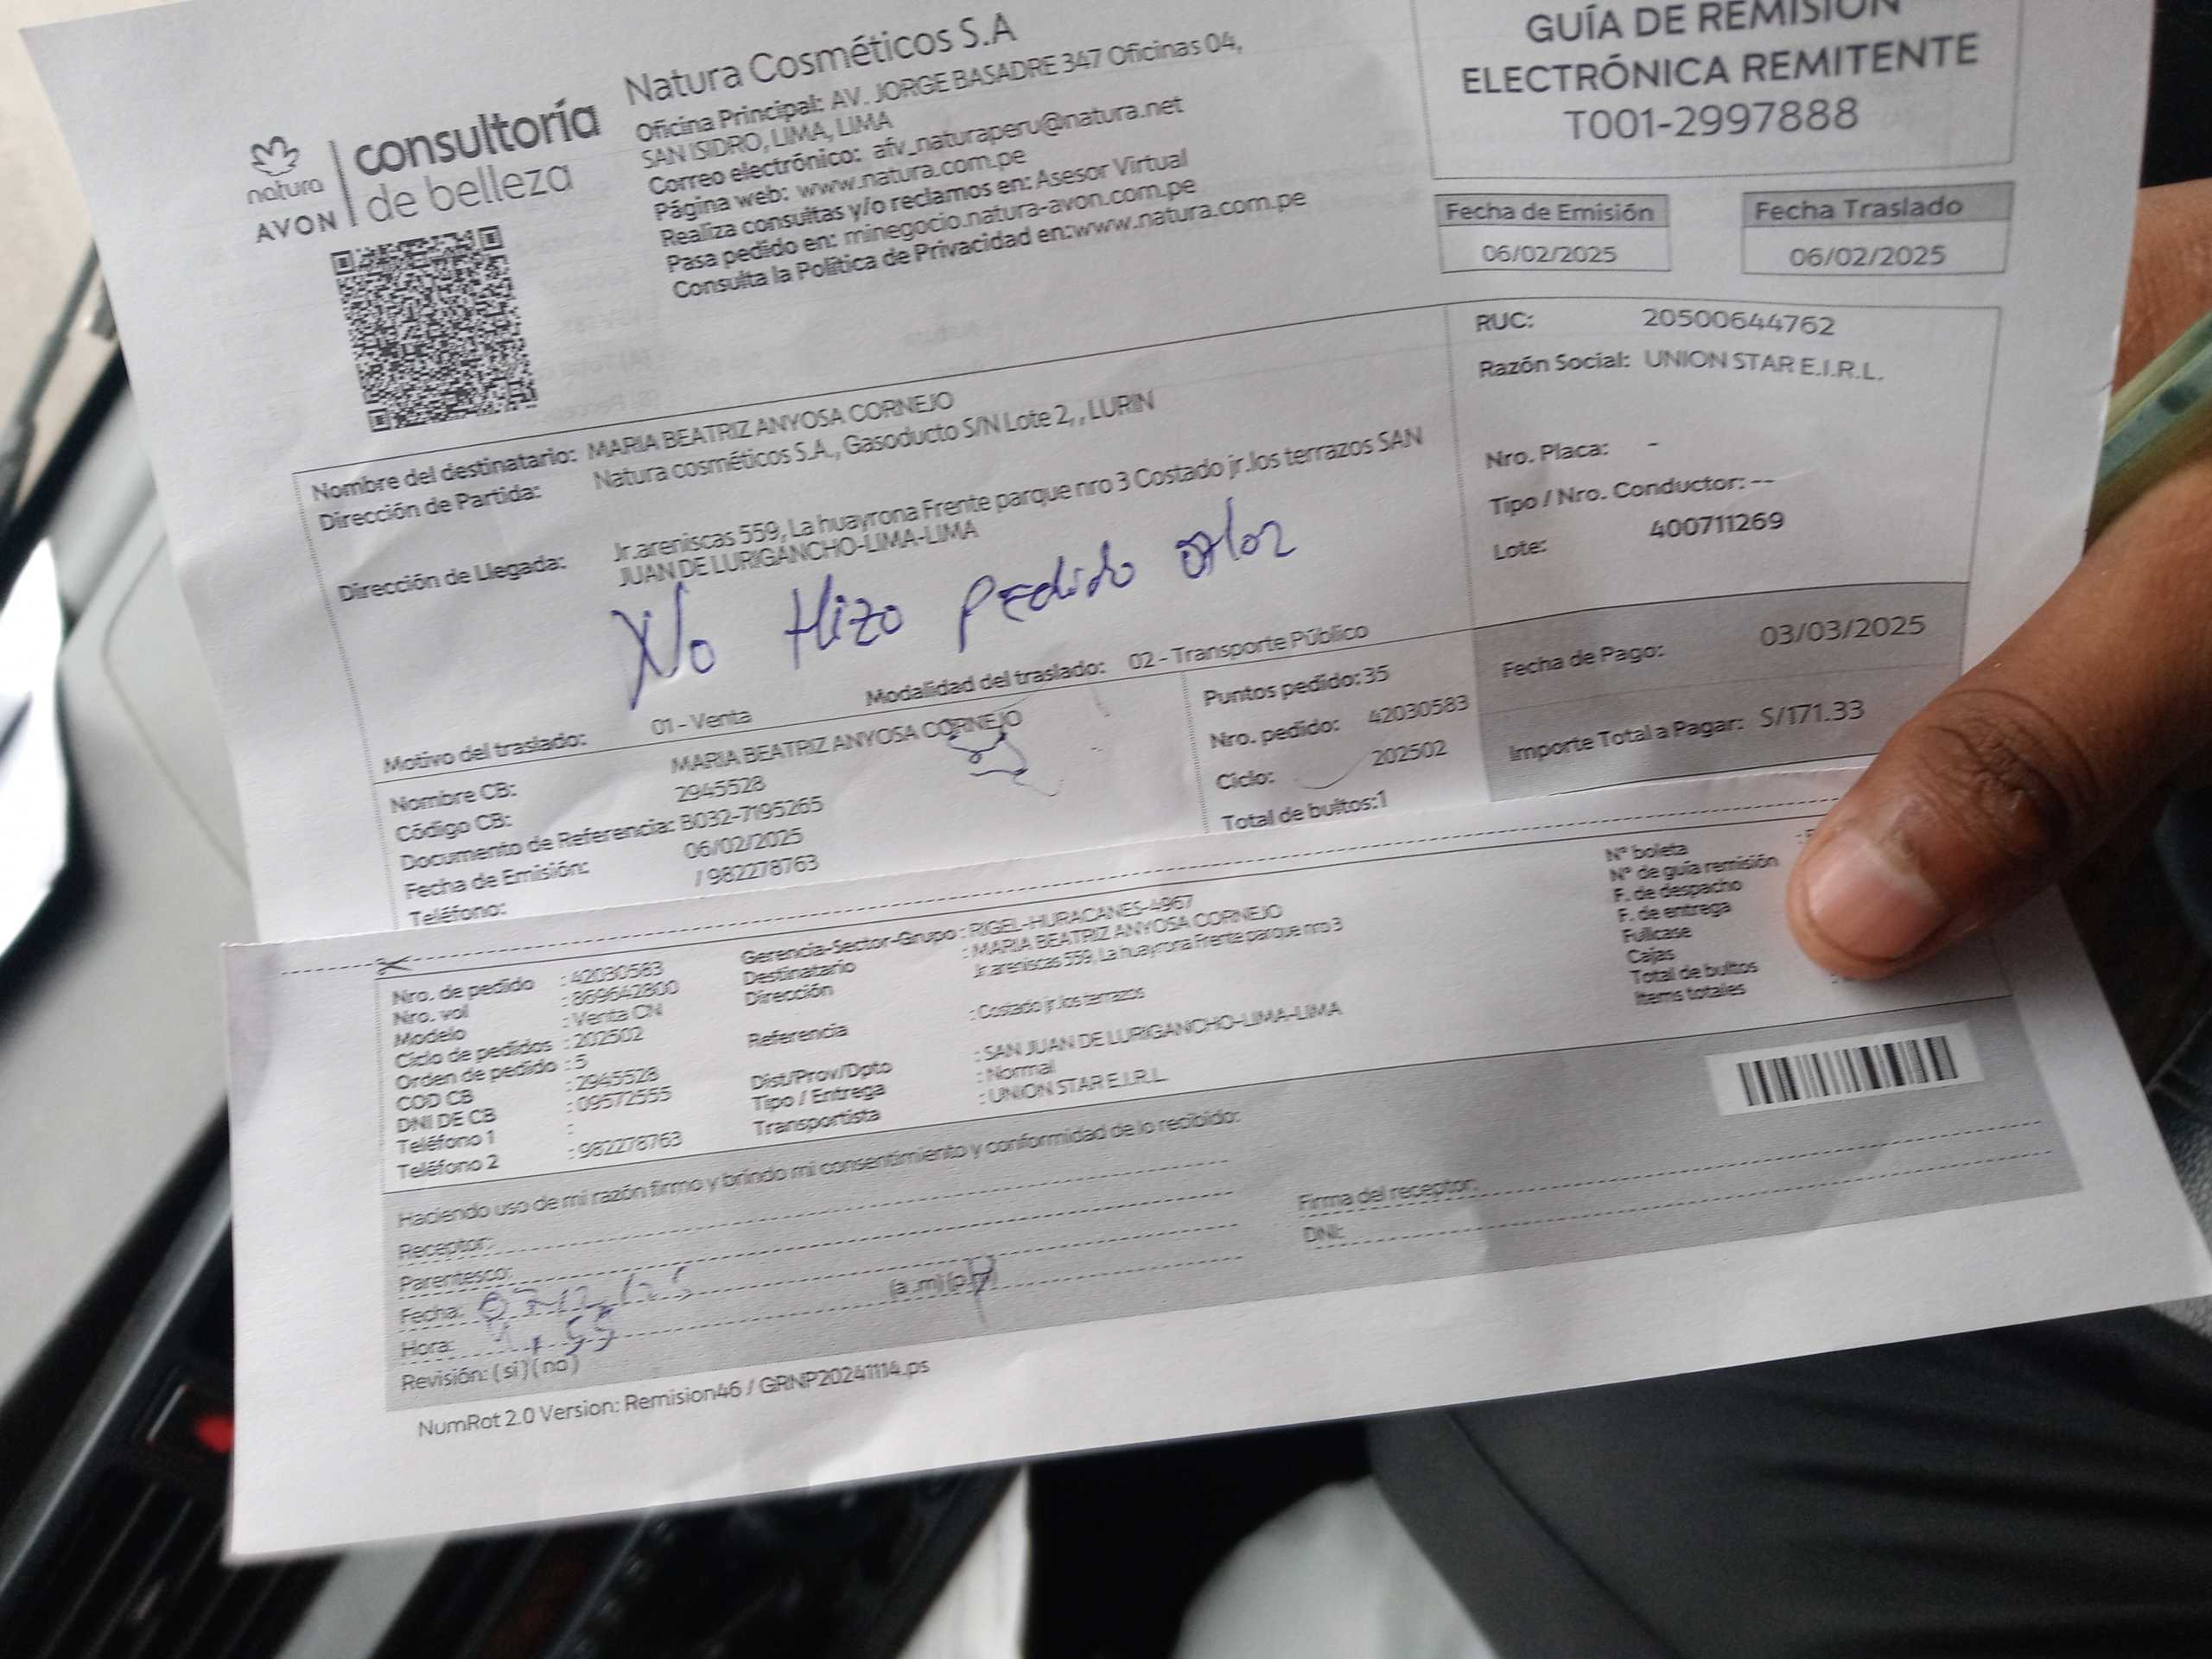 natura
AVON
consultoría
de belleza
Natura Cosméticos S.A
Oficina Principal: AV. JORGE BASADRE 347 Oficinas 04,
SAN ISIDRO, LIMA, LIMA
Correo electrónico: afv_naturaperu@natura.net
Página web: www.natura.com.pe
Realiza consultas y/o reclamos en: Asesor Virtual
Pasa pedido en: minegocio.natura-avon.com.pe
Consulta la Política de Privacidad en:www.natura.com.pe
GUÍA DE REMISIÓN
ELECTRÓNICA REMITENTE
T001-2997888
Fecha de Emisión
06/02/2025
Fecha Traslado
06/02/2025
Nombre del destinatario: MARIA BEATRIZ ANYOSA CORNEJO
Dirección de Partida: Natura cosméticos S.A., Gasoducto S/N Lote 2, , LURIN
Dirección de Llegada: Jr.areniscas 559, La huayrona Frente parque nro 3 Costado jr.los terrazos SAN
JUAN DE LURIGANCHO-LIMA-LIMA
No Hizo pedido
Motivo del traslado: 01 - Venta
Modalidad del traslado: 02 - Transporte Público
RUC: 20500644762
Razón Social: UNION STAR E.I.R.L.
Nro. Placa: -
Tipo / Nro. Conductor: --
Lote: 400711269
Nombre CB: MARIA BEATRIZ ANYOSA CORNEJO
Código CB: 2945528
Documento de Referencia: B032-7195265
Fecha de Emisión: 06/02/2025
Teléfono: / 982278763
Puntos pedido: 35
Nro. pedido: 42030583
Ciclo: 202502
Total de bultos:1
Fecha de Pago: 03/03/2025
Importe Total a Pagar: S/171.33
Nro. de pedido : 42030583
Nro. vol : 869642800
Modelo : Venta CN
Ciclo de pedidos : 202502
Orden de pedido : 5
COD CB : 2945528
DNI DE CB : 09572555
Teléfono 1 :
Teléfono 2 : 982278763
Gerencia-Sector-Grupo : RIGEL-HURACANES-4967
Destinatario : MARIA BEATRIZ ANYOSA CORNEJO
Dirección Jr.areniscas 559, La huayrona Frente parque nro 3
Referencia : Costado jr.los terrazos
Dist/Prov/Dpto : SAN JUAN DE LURIGANCHO-LIMA-LIMA
Tipo / Entrega : Normal
Transportista : UNION STAR E.I.R.L.
N° boleta
N° de guía remisión
F. de despacho
F. de entrega
Fullcase
Cajas
Total de bultos
Items totales
Haciendo uso de mi razón firmo y brindo mi consentimiento y conformidad de lo recibido:
Receptor:
Parentesco:
Fecha:
Hora: 4:55 (a.m)(p.m)
Revisión: (si)(no)
Firma del receptor:
DNI:
NumRot 2.0 Version: Remision46 / GRNP20241114.ps